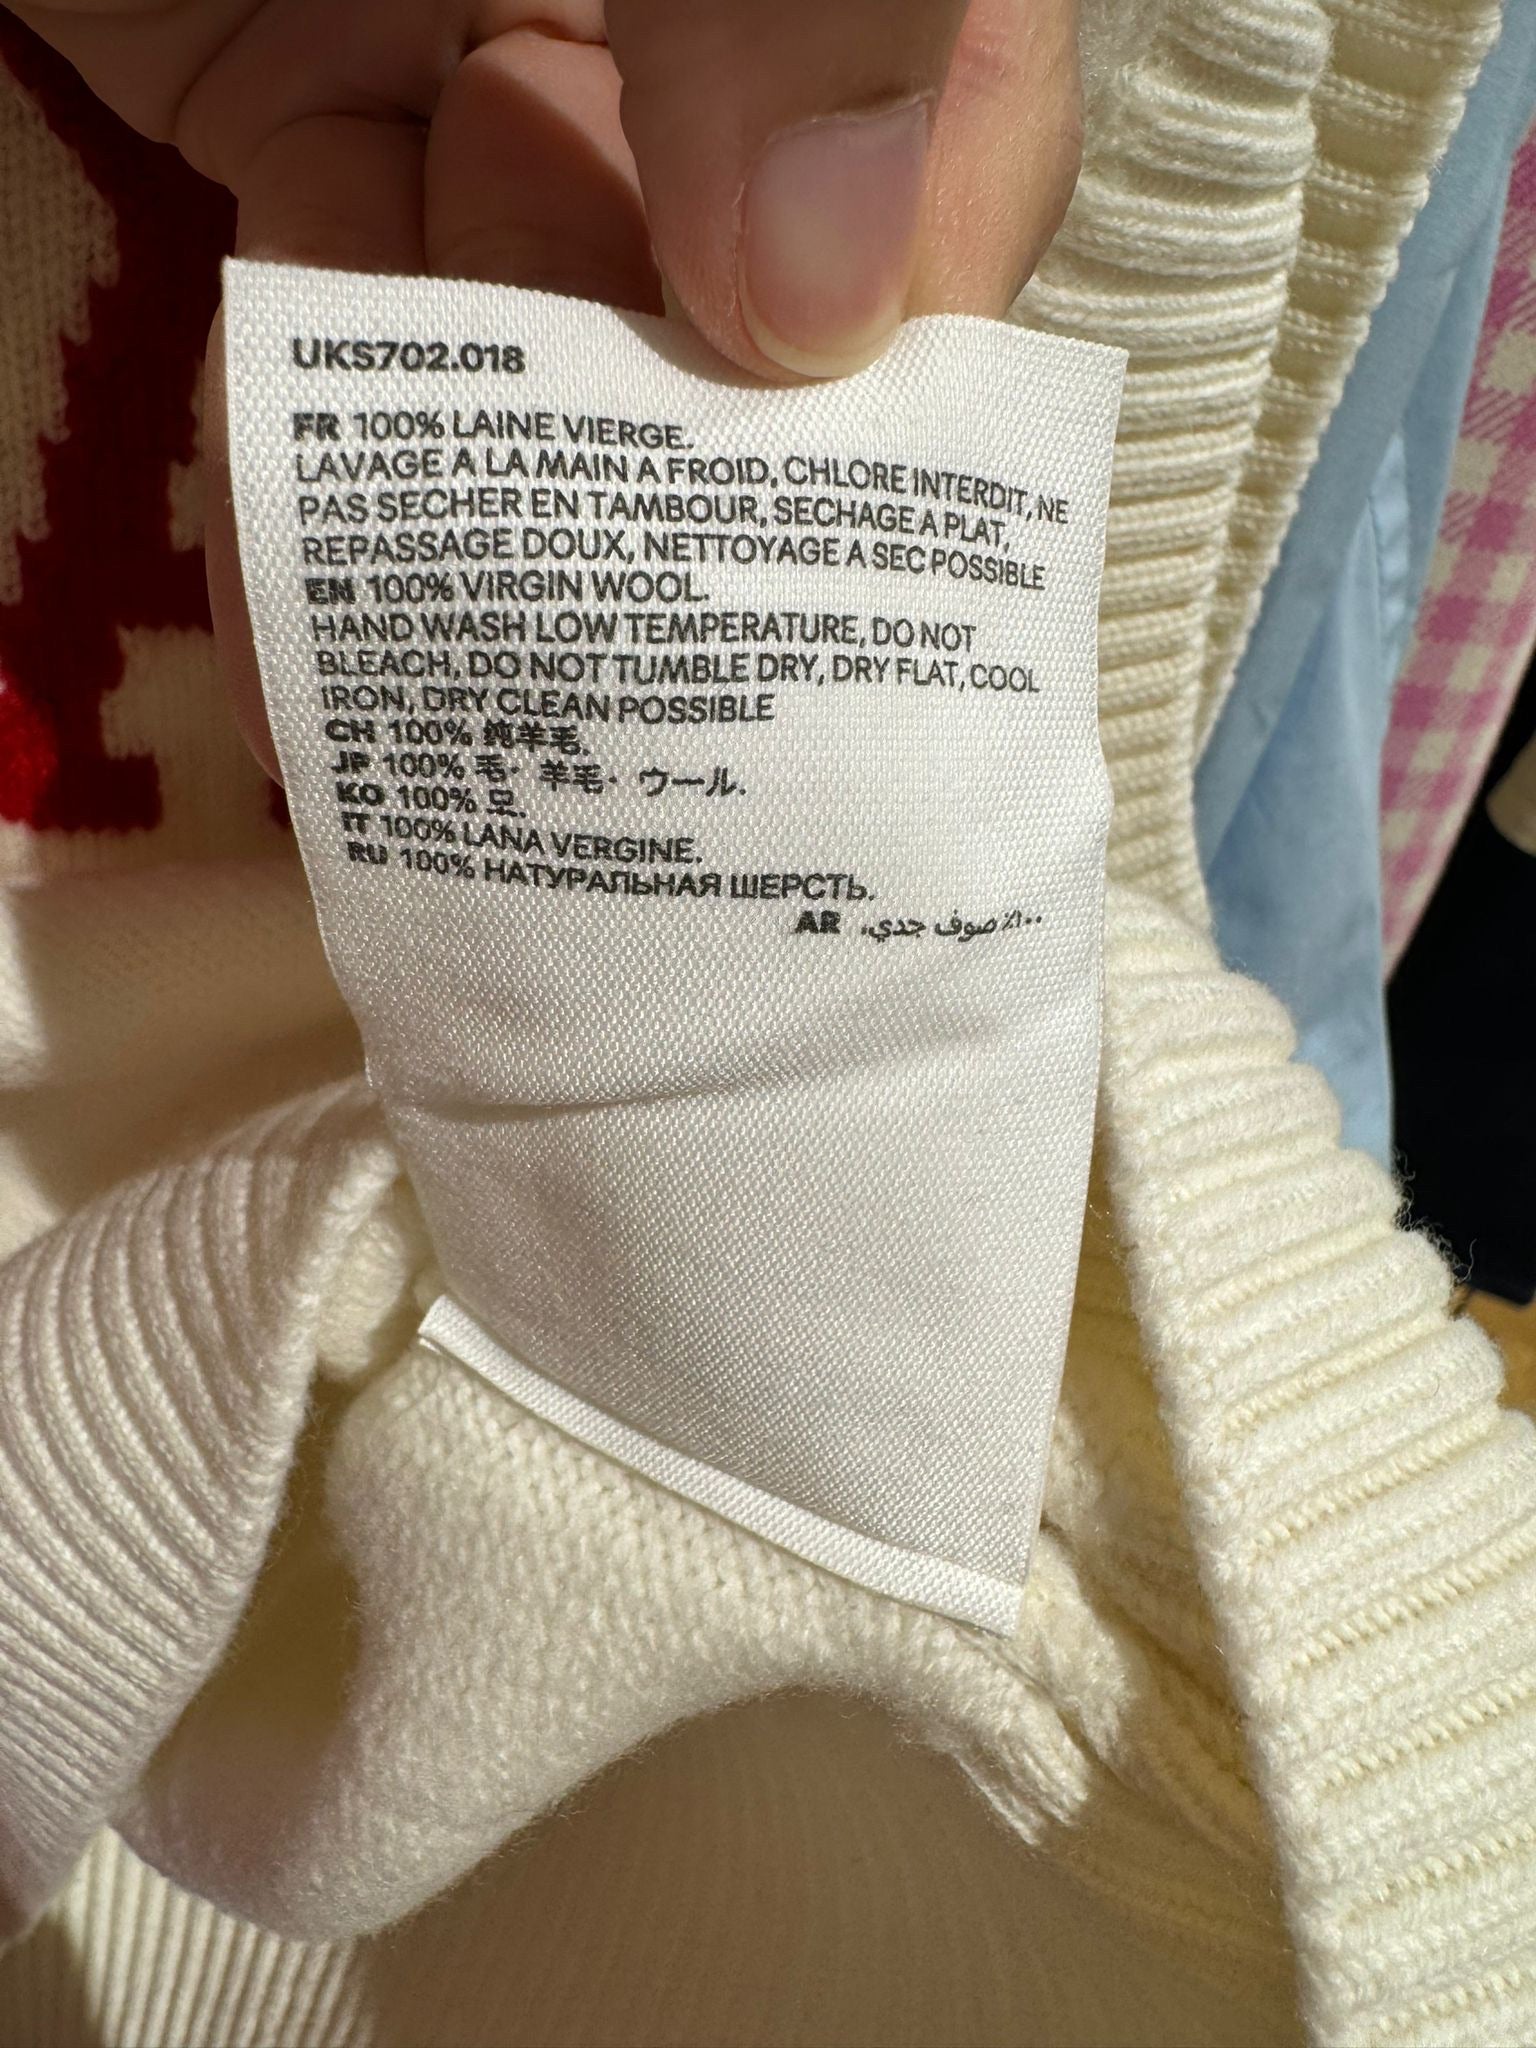 UKS702.018
FR 100% LAINE VIERGE.
LAVAGE A LA MAIN A FROID, CHLORE INTERDIT, NE
PAS SECHER EN TAMBOUR, SECHAGE A PLAT,
REPASSAGE DOUX, NETTOYAGE A SEC POSSIBLE
EN 100% VIRGIN WOOL.
HAND WASH LOW TEMPERATURE, DO NOT
BLEACH, DO NOT TUMBLE DRY, DRY FLAT, COOL
IRON, DRY CLEAN POSSIBLE
CH 100% 纯羊毛.
JP 100% 毛· 羊毛· ウール.
KO 100% 모.
IT 100% LANA VERGINE.
RU 100% НАТУРАЛЬНАЯ ШЕРСТЬ.
AR ١٠٠٪ صوف جدي.